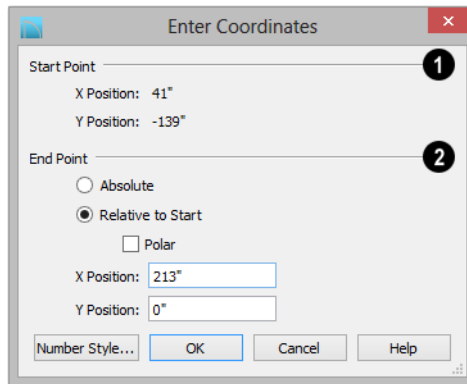 Enter Coordinates
Start Point
1
X Position: 41"
Y Position: -139"
End Point
2
Absolute
Relative to Start
Polar
X Position: 213"
Y Position: 0"
Number Style... OK Cancel Help